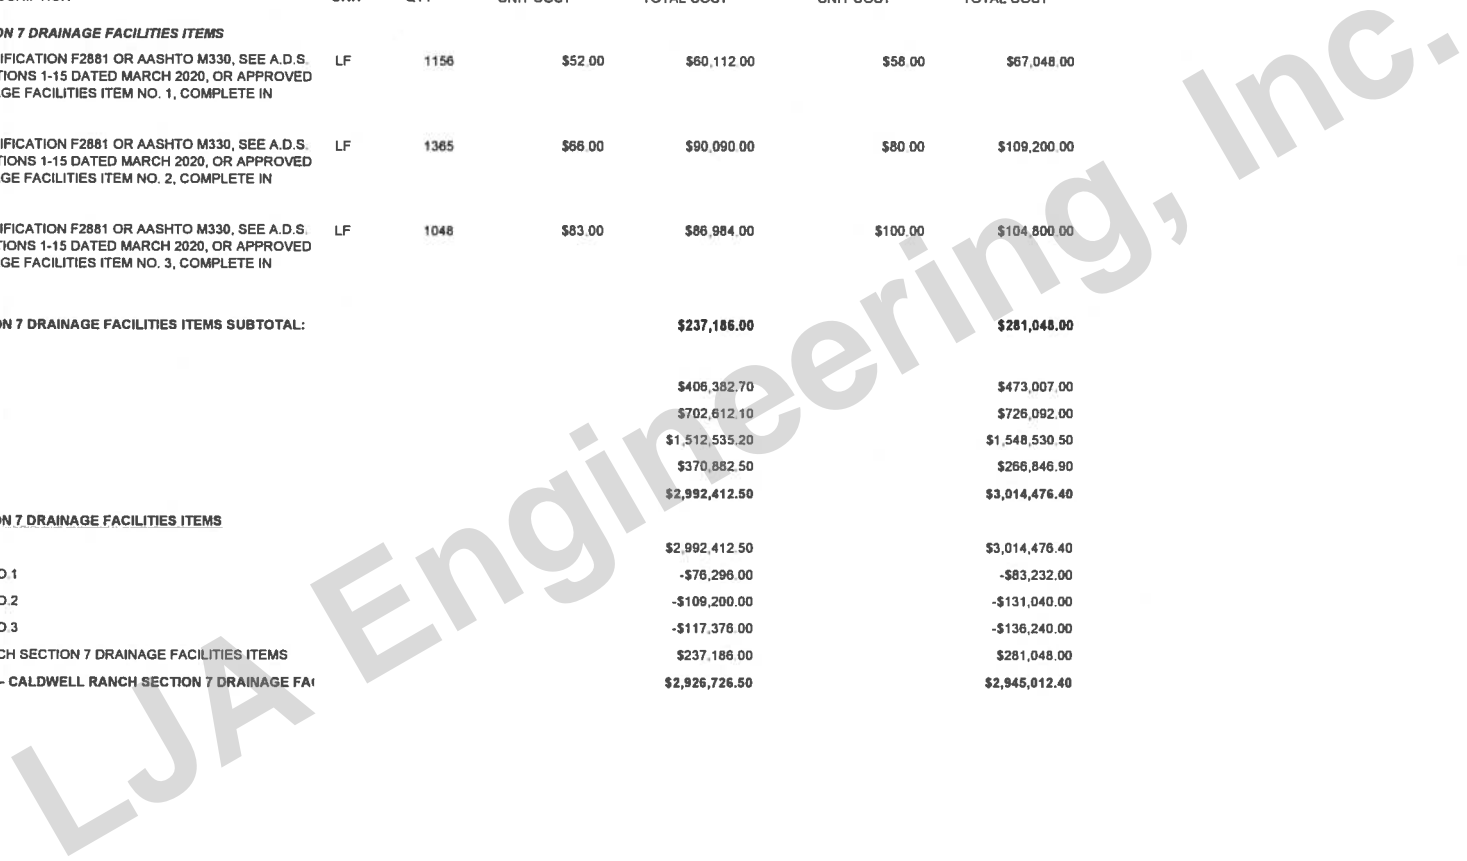 ON 7 DRAINAGE FACILITIES ITEMS
IFICATION F2881 OR AASHTO M330, SEE A.D.S. LF 1156 $52.00 $60,112.00 $58.00 $67,048.00
TIONS 1-15 DATED MARCH 2020, OR APPROVED
GE FACILITIES ITEM NO. 1, COMPLETE IN
IFICATION F2881 OR AASHTO M330, SEE A.D.S. LF 1365 $66.00 $90,090.00 $80.00 $109,200.00
TIONS 1-15 DATED MARCH 2020, OR APPROVED
GE FACILITIES ITEM NO. 2, COMPLETE IN
IFICATION F2881 OR AASHTO M330, SEE A.D.S. LF 1048 $83.00 $86,984.00 $100.00 $104,800.00
TIONS 1-15 DATED MARCH 2020, OR APPROVED
GE FACILITIES ITEM NO. 3, COMPLETE IN
ON 7 DRAINAGE FACILITIES ITEMS SUBTOTAL: $237,186.00 $281,048.00
$406,382.70 $473,007.00
$702,612.10 $726,092.00
$1,512,535.20 $1,548,530.50
$370,882.50 $266,846.90
$2,992,412.50 $3,014,476.40
ON 7 DRAINAGE FACILITIES ITEMS
$2,992,412.50 $3,014,476.40
O.1 -$76,296.00 -$83,232.00
O.2 -$109,200.00 -$131,040.00
O.3 -$117,376.00 -$136,240.00
CH SECTION 7 DRAINAGE FACILITIES ITEMS $237,186.00 $281,048.00
- CALDWELL RANCH SECTION 7 DRAINAGE FA $2,926,726.50 $2,945,012.40
LJA Engineering, Inc.